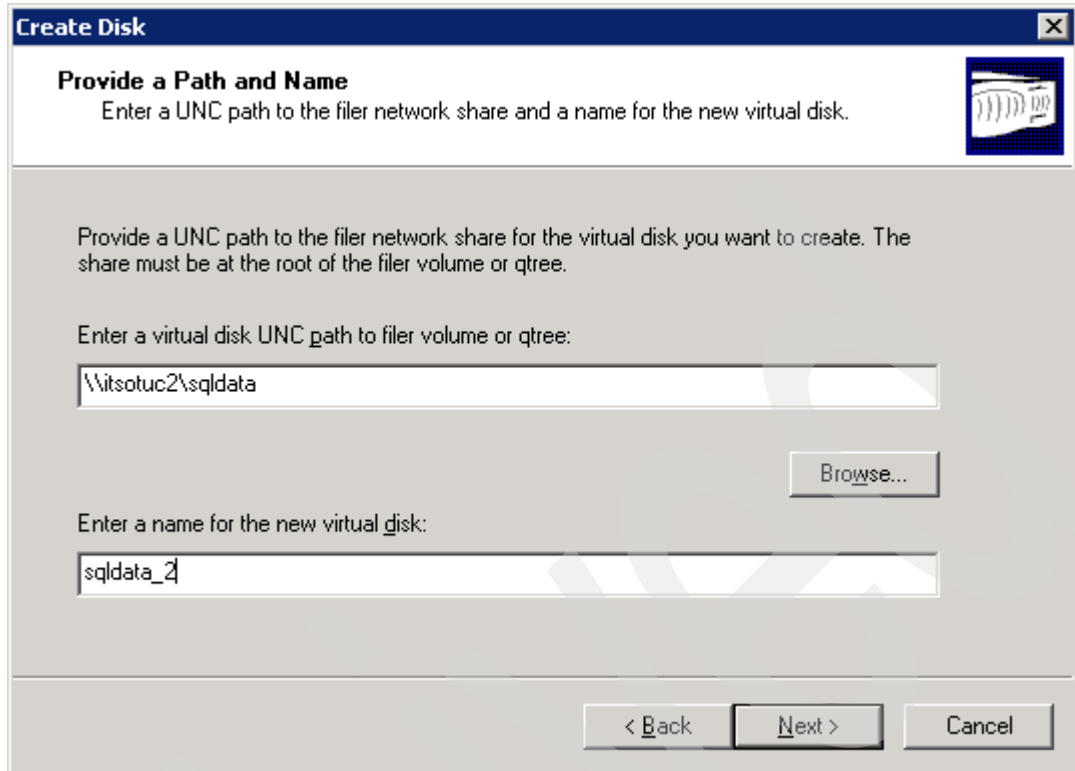 Create Disk
Provide a Path and Name
Enter a UNC path to the filer network share and a name for the new virtual disk.
Provide a UNC path to the filer network share for the virtual disk you want to create. The
share must be at the root of the filer volume or qtree.
Enter a virtual disk UNC path to filer volume or qtree:
\\itsotuc2\sqldata
Browse...
Enter a name for the new virtual disk:
sqldata_2
< Back
Next >
Cancel